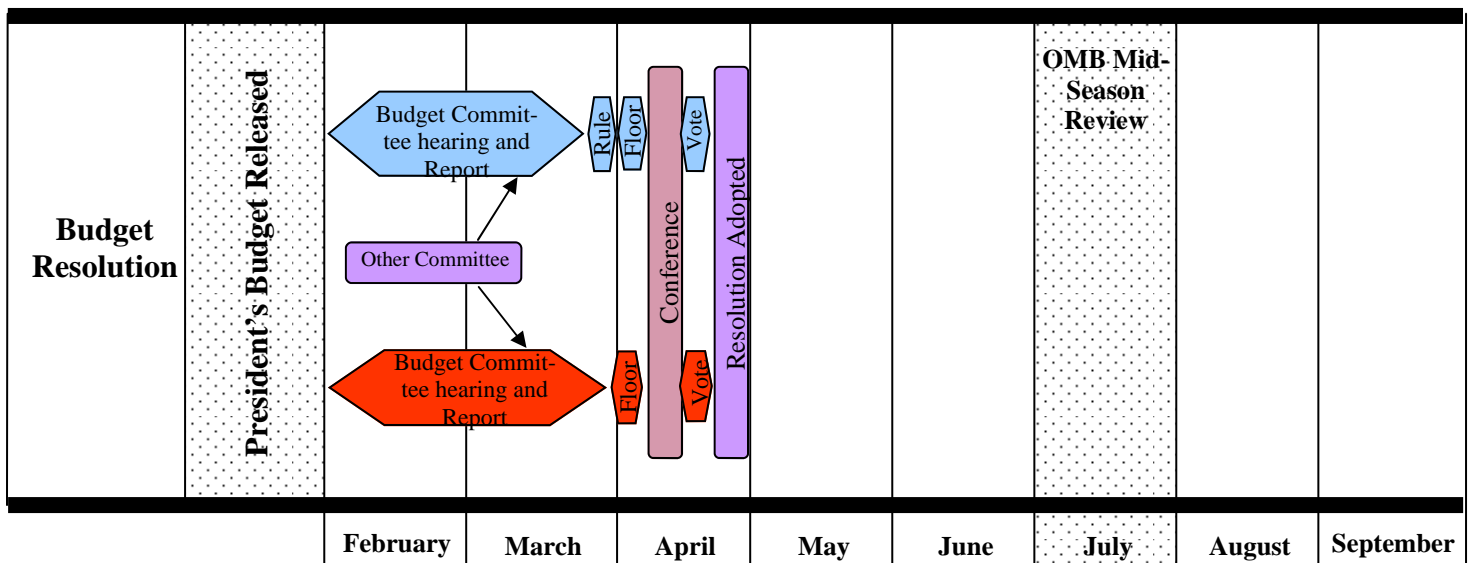 Budget
Resolution
President's Budget Released
Budget Commit-
tee hearing and
Report
Rule
Floor
Vote
Other Committee
Conference
Resolution Adopted
Budget Commit-
tee hearing and
Report
Floor
Vote
OMB Mid-
Season
Review
February
March
April
May
June
July
August
September